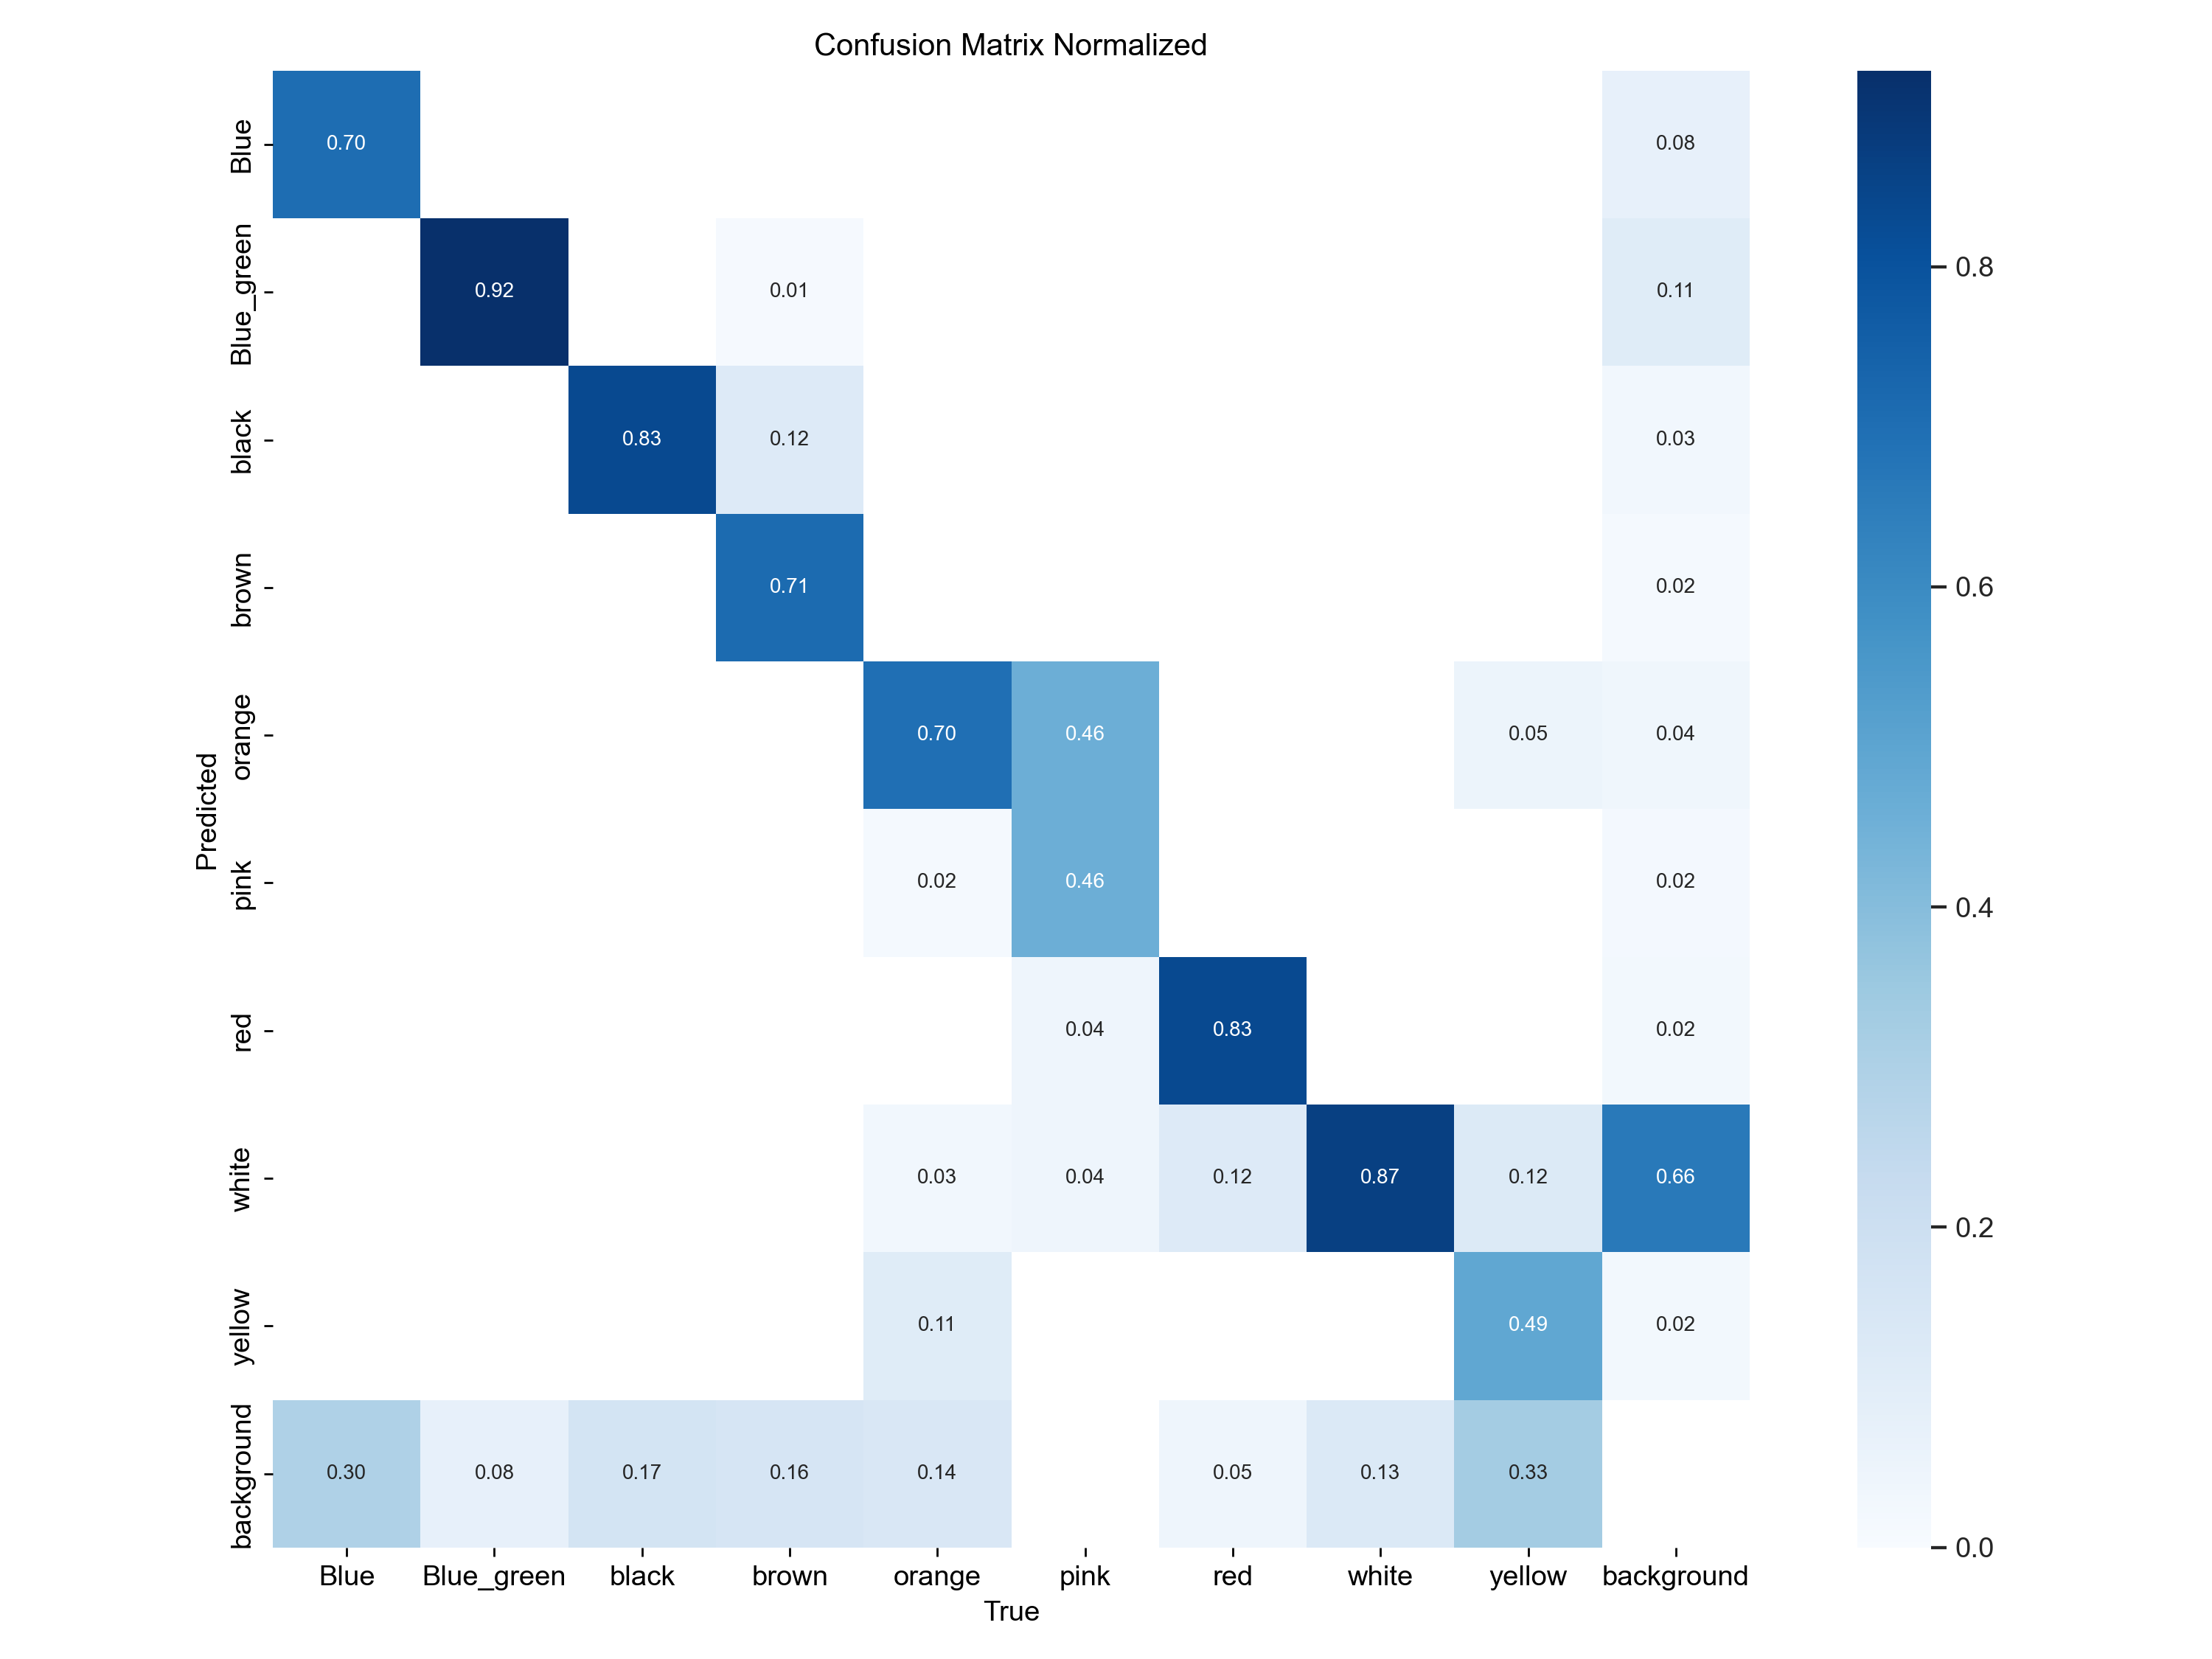 Confusion Matrix Normalized
Blue
0.70
0.08
Blue_green
0.92
0.01
0.11
black
0.83
0.12
0.03
brown
0.71
0.02
orange
0.70
0.46
0.05
0.04
pink
0.02
0.46
0.02
red
0.04
0.83
0.02
white
0.03
0.04
0.12
0.87
0.12
0.66
yellow
0.11
0.49
0.02
background
0.30
0.08
0.17
0.16
0.14
0.05
0.13
0.33
Predicted
Blue
Blue_green
black
brown
orange
pink
red
white
yellow
background
True
0.8
0.6
0.4
0.2
0.0